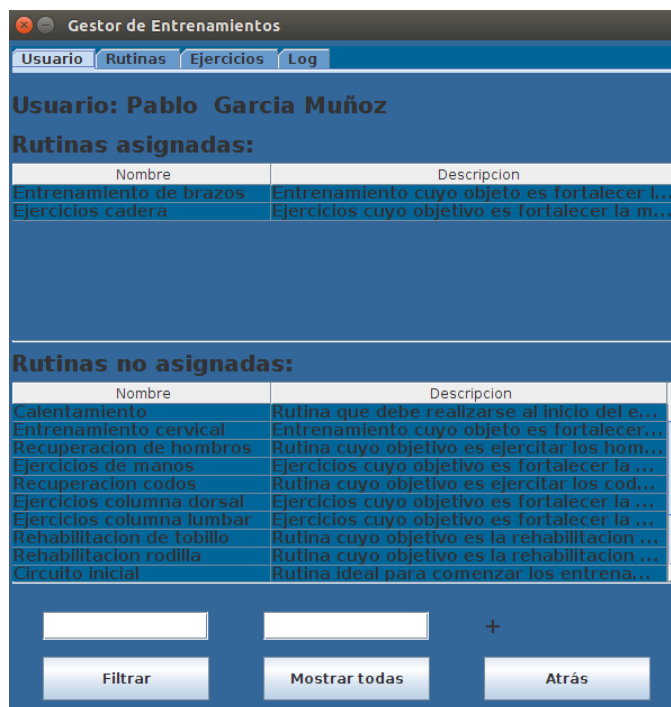 Gestor de Entrenamientos
Usuario Rutinas Ejercicios Log
Usuario: Pablo Garcia Muñoz
Rutinas asignadas:
Nombre Descripcion
Entrenamiento de brazos Entrenamiento cuyo objeto es fortalecer l...
Ejercicios cadera Ejercicios cuyo objetivo es fortalecer la m...
Rutinas no asignadas:
Nombre Descripcion
Calentamiento Rutina que debe realizarse al inicio del e...
Entrenamiento cervical Entrenamiento cuyo objeto es fortalecer...
Recuperacion de hombros Rutina cuyo objetivo es ejercitar los hom...
Ejercicios de manos Ejercicios cuyo objetivo es fortalecer la ...
Recuperacion codos Rutina cuyo objetivo es ejercitar los cod...
Ejercicios columna dorsal Ejercicios cuyo objetivo es fortalecer la ...
Ejercicios columna lumbar Ejercicios cuyo objetivo es fortalecer la ...
Rehabilitacion de tobillo Rutina cuyo objetivo es la rehabilitacion ...
Rehabilitacion rodilla Rutina cuyo objetivo es la rehabilitacion ...
Circuito inicial Rutina ideal para comenzar los entrena...
+
Filtrar Mostrar todas Atrás